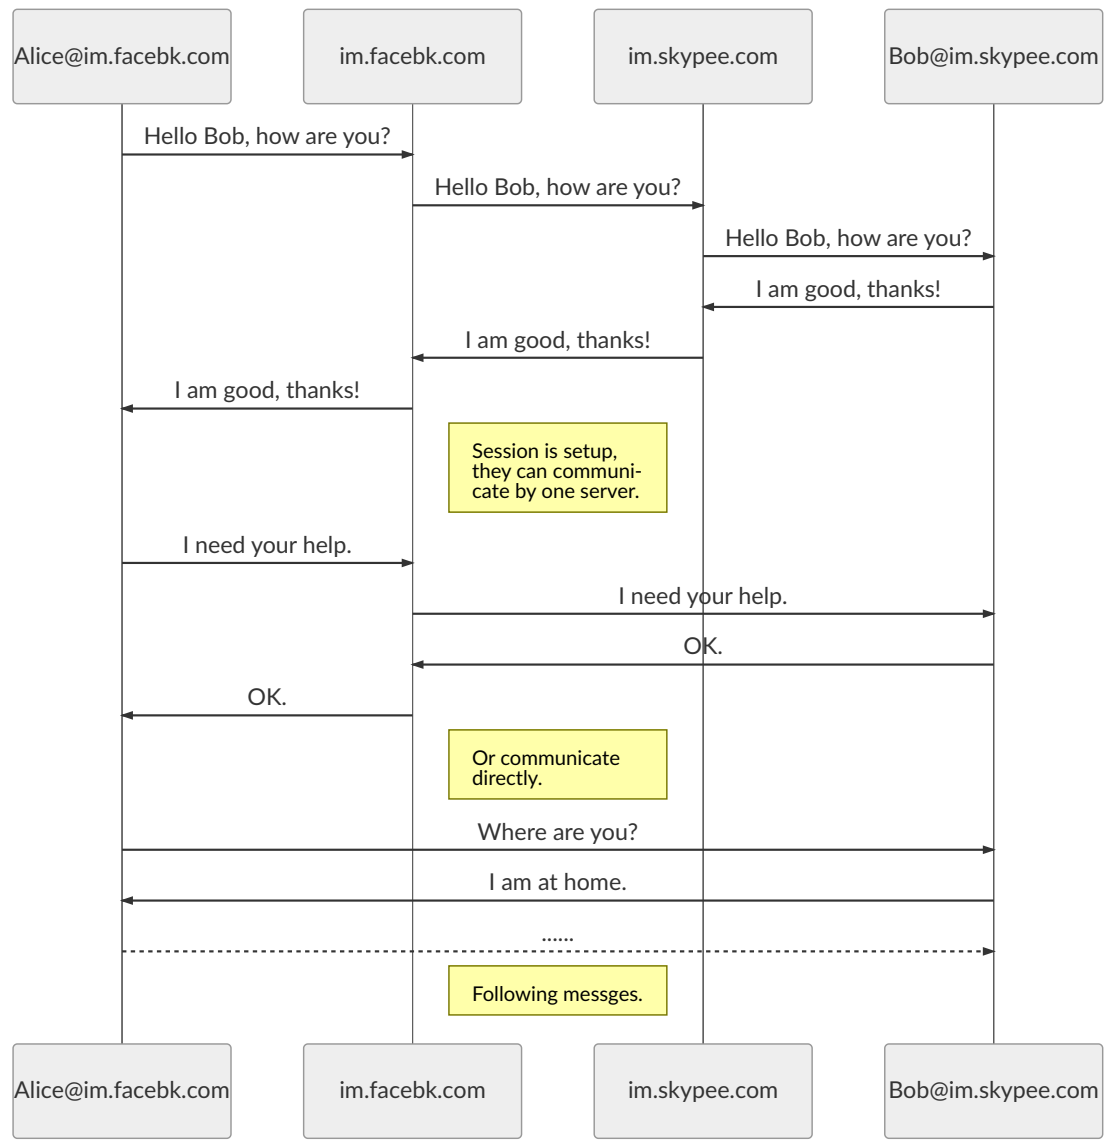 Alice@im.facebk.com
im.facebk.com
im.skypee.com
Bob@im.skypee.com
Hello Bob, how are you?
Hello Bob, how are you?
Hello Bob, how are you?
I am good, thanks!
I am good, thanks!
I am good, thanks!
Session is setup,
they can communi-
cate by one server.
I need your help.
I need your help.
OK.
OK.
Or communicate
directly.
Where are you?
I am at home.
......
Following messges.
Alice@im.facebk.com
im.facebk.com
im.skypee.com
Bob@im.skypee.com